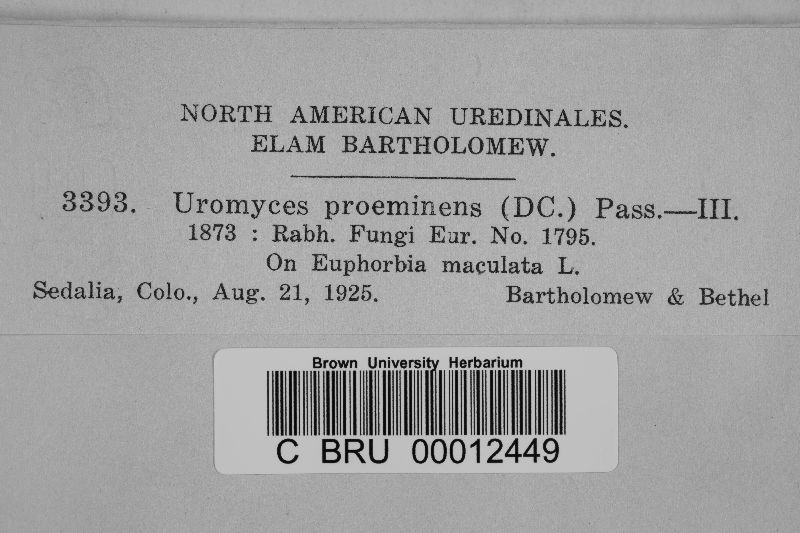 NORTH AMERICAN UREDINALES.
ELAM BARTHOLOMEW.
3393. Uromyces proeminens (DC.) Pass.—III.
1873 : Rabh. Fungi Eur. No. 1795.
On Euphorbia maculata L.
Sedalia, Colo., Aug. 21, 1925. Bartholomew & Bethel
Brown University Herbarium
C BRU 00012449